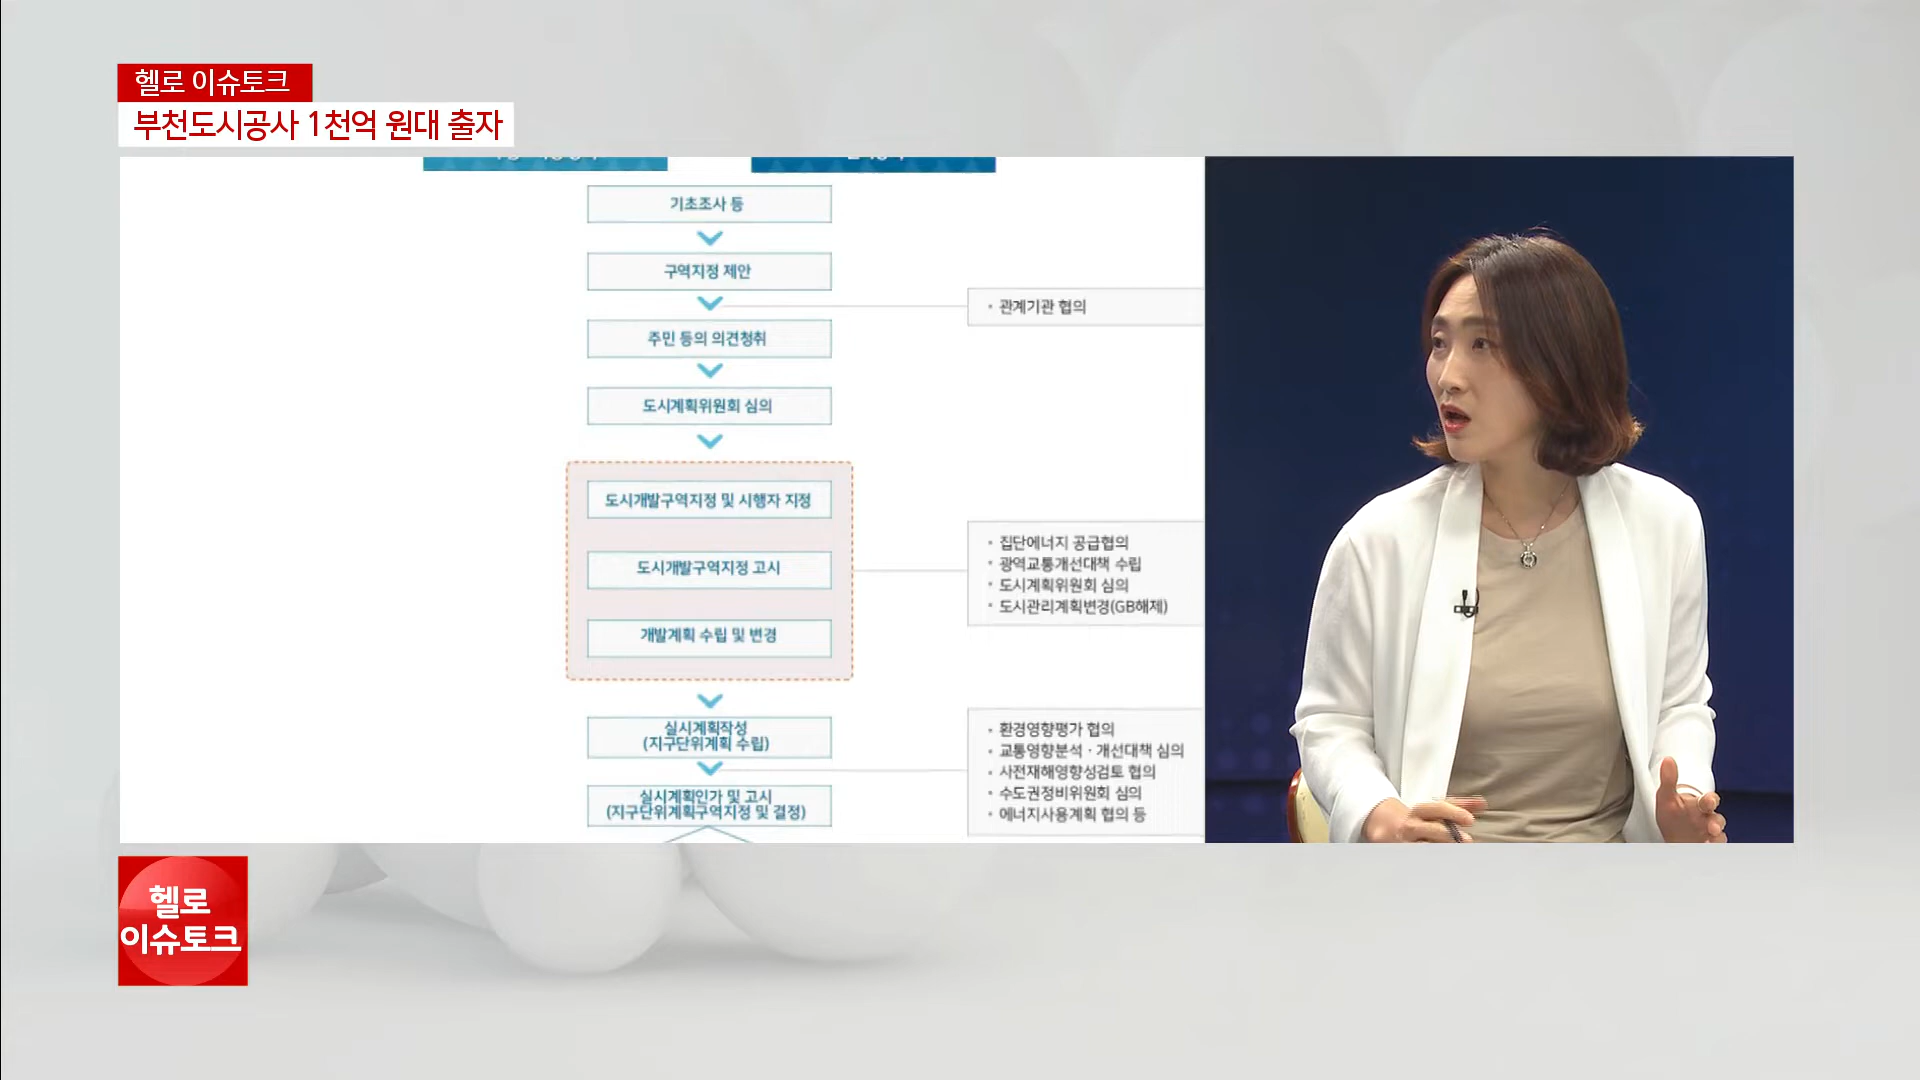 헬로 이슈토크
부천도시공사 1천억 원대 출자
기초조사 등
구역지정 제안
• 관계기관 협의
주민 등의 의견청취
도시계획위원회 심의
도시개발구역지정 및 시행자 지정
도시개발구역지정 고시
개발계획 수립 및 변경
• 집단에너지 공급협의
• 광역교통개선대책 수립
• 도시계획위원회 심의
• 도시관리계획변경(GB해제)
실시계획작성
(지구단위계획 수립)
실시계획인가 및 고시
(지구단위계획구역지정 및 결정)
• 환경영향평가 협의
• 교통영향분석 · 개선대책 심의
• 사전재해영향성검토 협의
• 수도권정비위원회 심의
• 에너지사용계획 협의 등
헬로
이슈토크